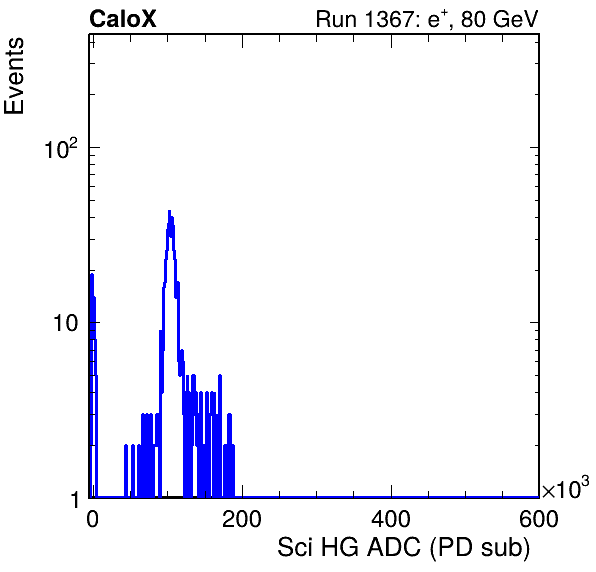 CaloX Run 1367: e⁺, 80 GeV
Events
10²
10
1
0 200 400 600
×10³
Sci HG ADC (PD sub)